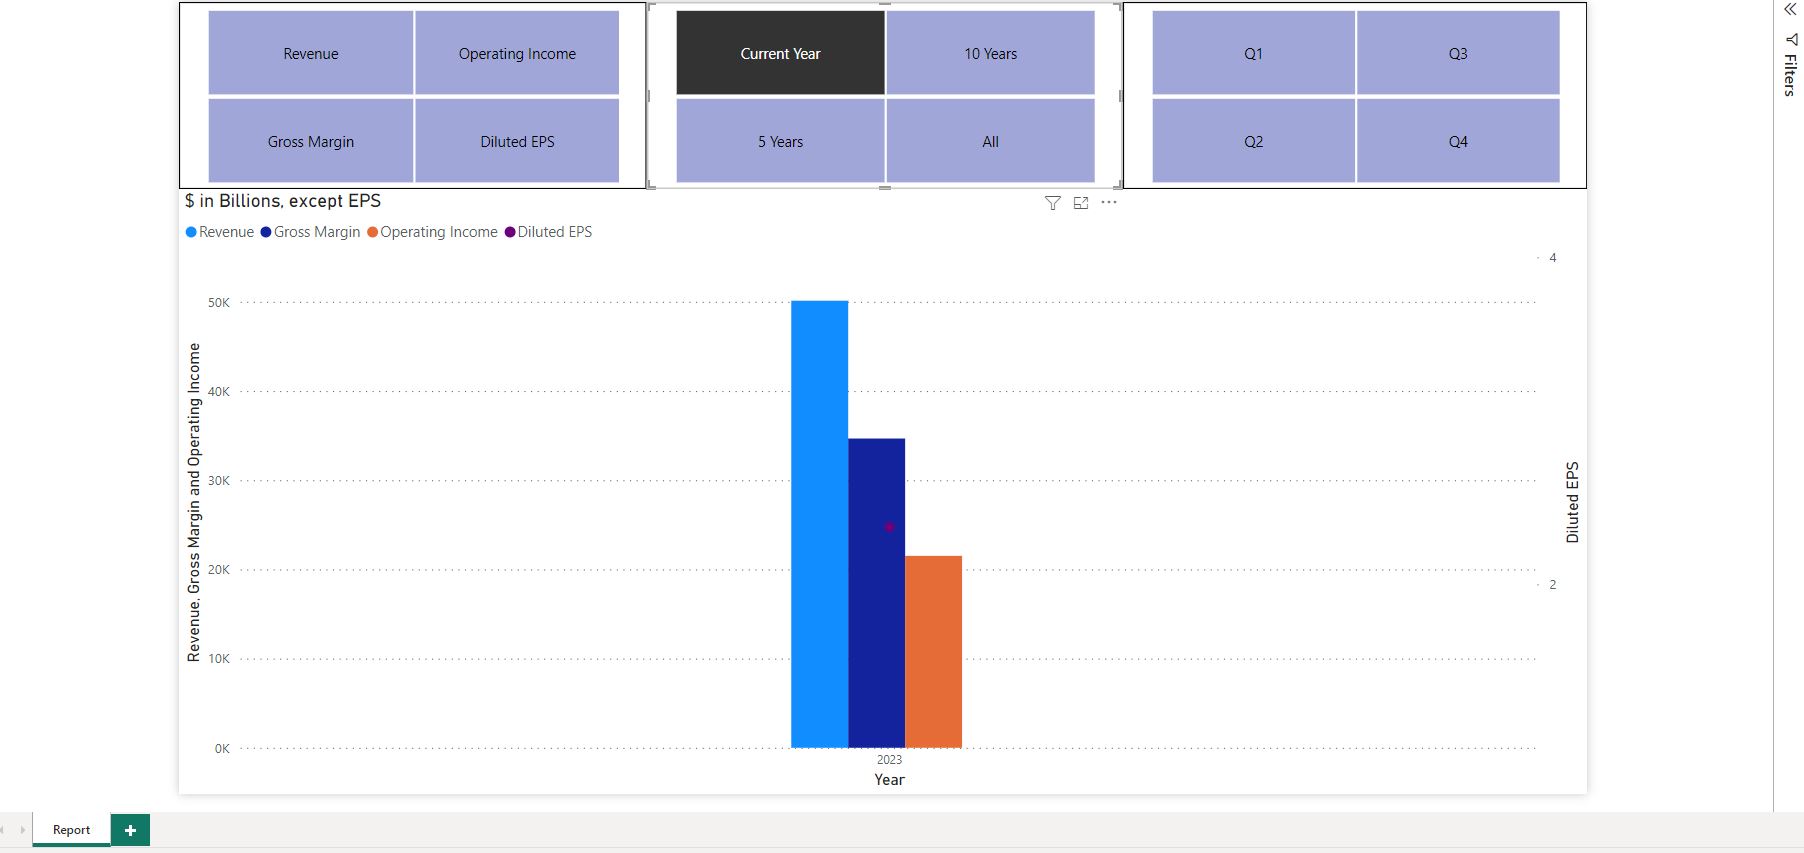 Revenue
Operating Income
Current Year
10 Years
Q1
Q3
Gross Margin
Diluted EPS
5 Years
All
Q2
Q4
Filters
$ in Billions, except EPS
Revenue Gross Margin Operating Income Diluted EPS
4
50K
40K
30K
20K
2
10K
0K
Revenue, Gross Margin and Operating Income
Diluted EPS
2023
Year
Report